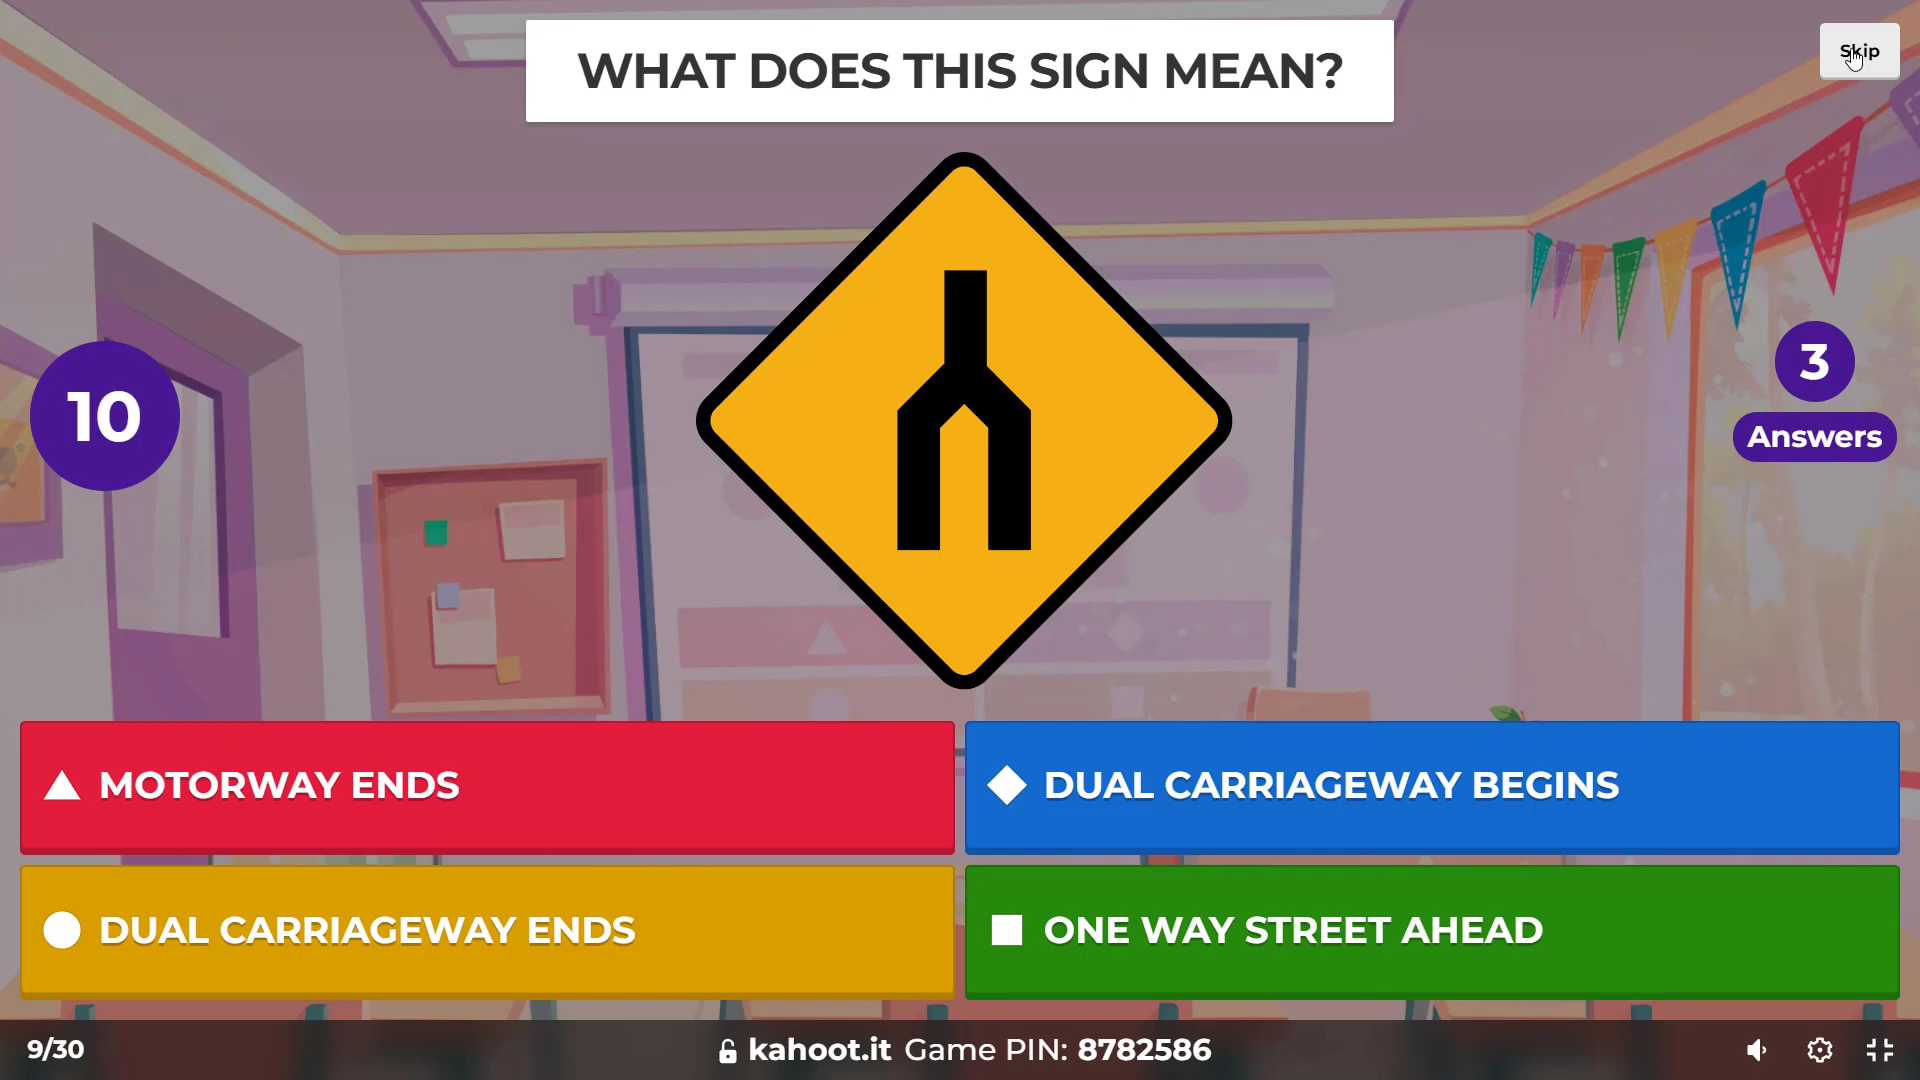 WHAT DOES THIS SIGN MEAN?
Skip
10
3
Answers
MOTORWAY ENDS
DUAL CARRIAGEWAY BEGINS
DUAL CARRIAGEWAY ENDS
ONE WAY STREET AHEAD
9/30
kahoot.it Game PIN: 8782586